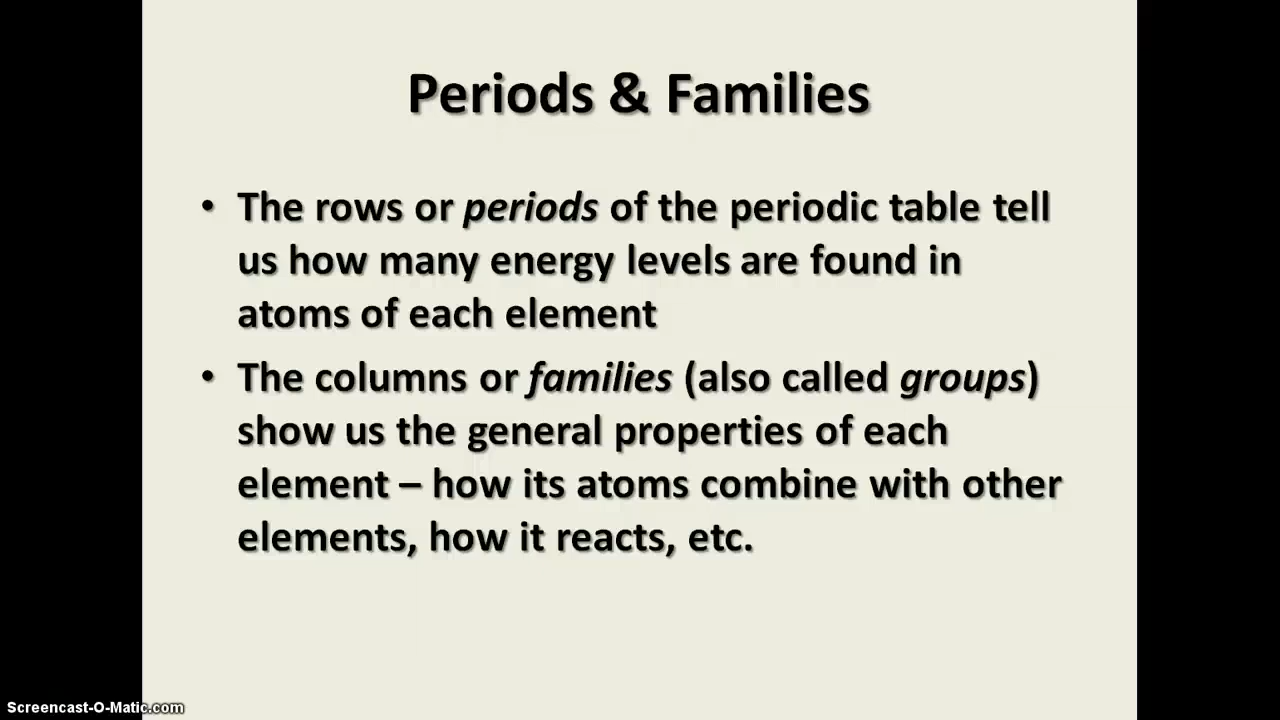 Periods & Families
• The rows or periods of the periodic table tell
us how many energy levels are found in
atoms of each element
• The columns or families (also called groups)
show us the general properties of each
element – how its atoms combine with other
elements, how it reacts, etc.
Screencast-O-Matic.com